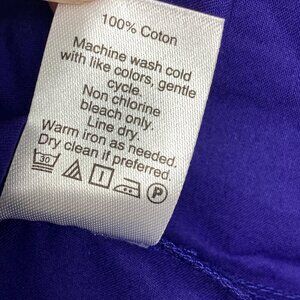 100% Coton
Machine wash cold
with like colors, gentle
cycle.
Non chlorine
bleach only.
Line dry.
Warm iron as needed.
Dry clean if preferred.
30 P